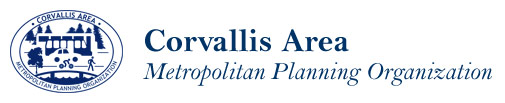 CORVALLIS AREA
METROPOLITAN PLANNING ORGANIZATION
Corvallis Area
Metropolitan Planning Organization